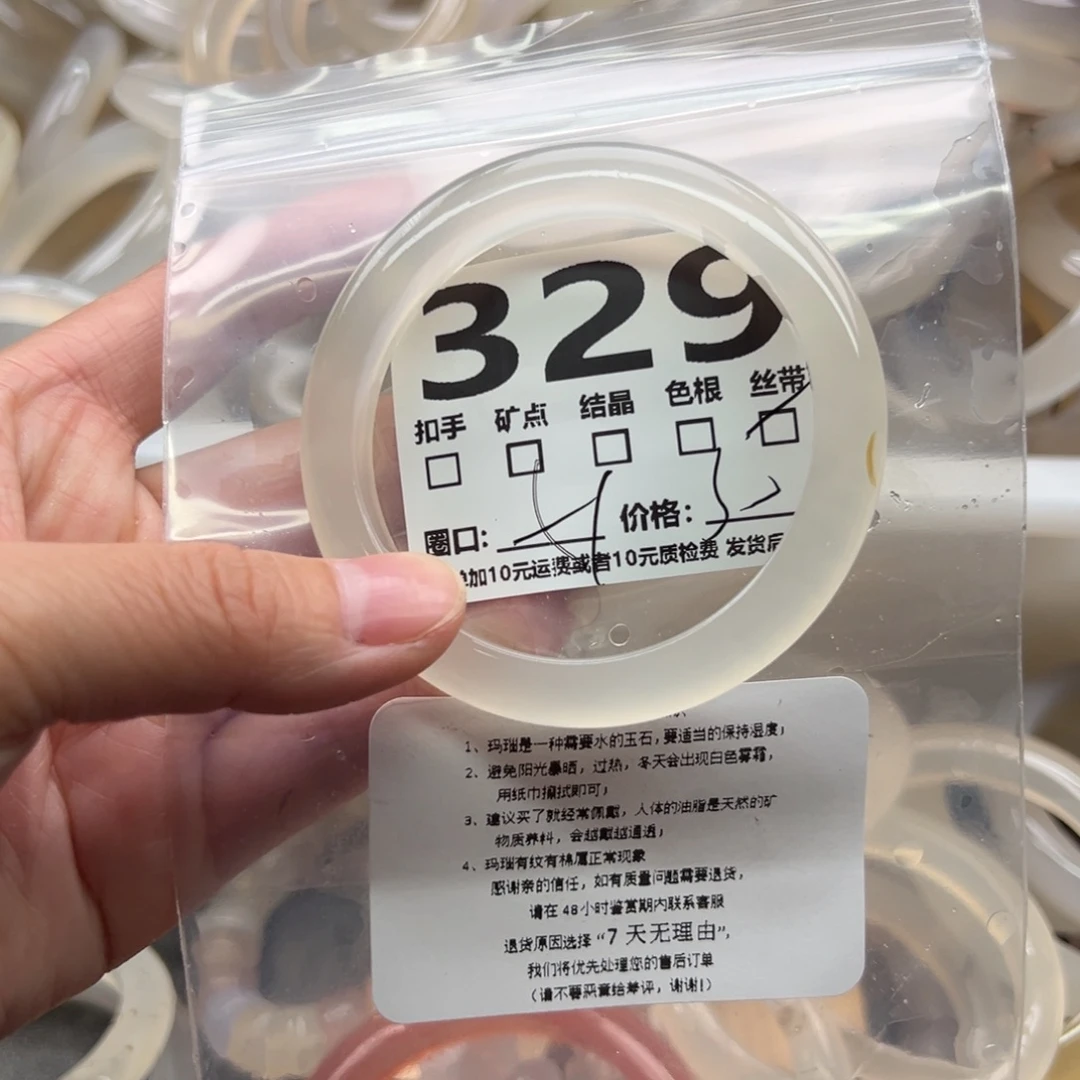 329
扣手 矿点 结晶 色根 丝带
圈口: 价格:
加10元运费或者10元质检费 发货后
1、玛瑙是一种需要水的玉石,要适当的保持湿度;
2、避免阳光暴晒,过热,冬天会出现白色雾霜,
用纸巾擦拭即可;
3、建议买了就经常佩戴,人体的油脂是天然的矿
物质养料,会越戴越通透;
4、玛瑙有纹有棉属正常现象
感谢亲的信任,如有质量问题需要退货,
请在 48小时鉴赏期内联系客服
退货原因选择“7 天无理由”,
我们将优先处理您的售后订单
(请不要恶意给差评,谢谢!)